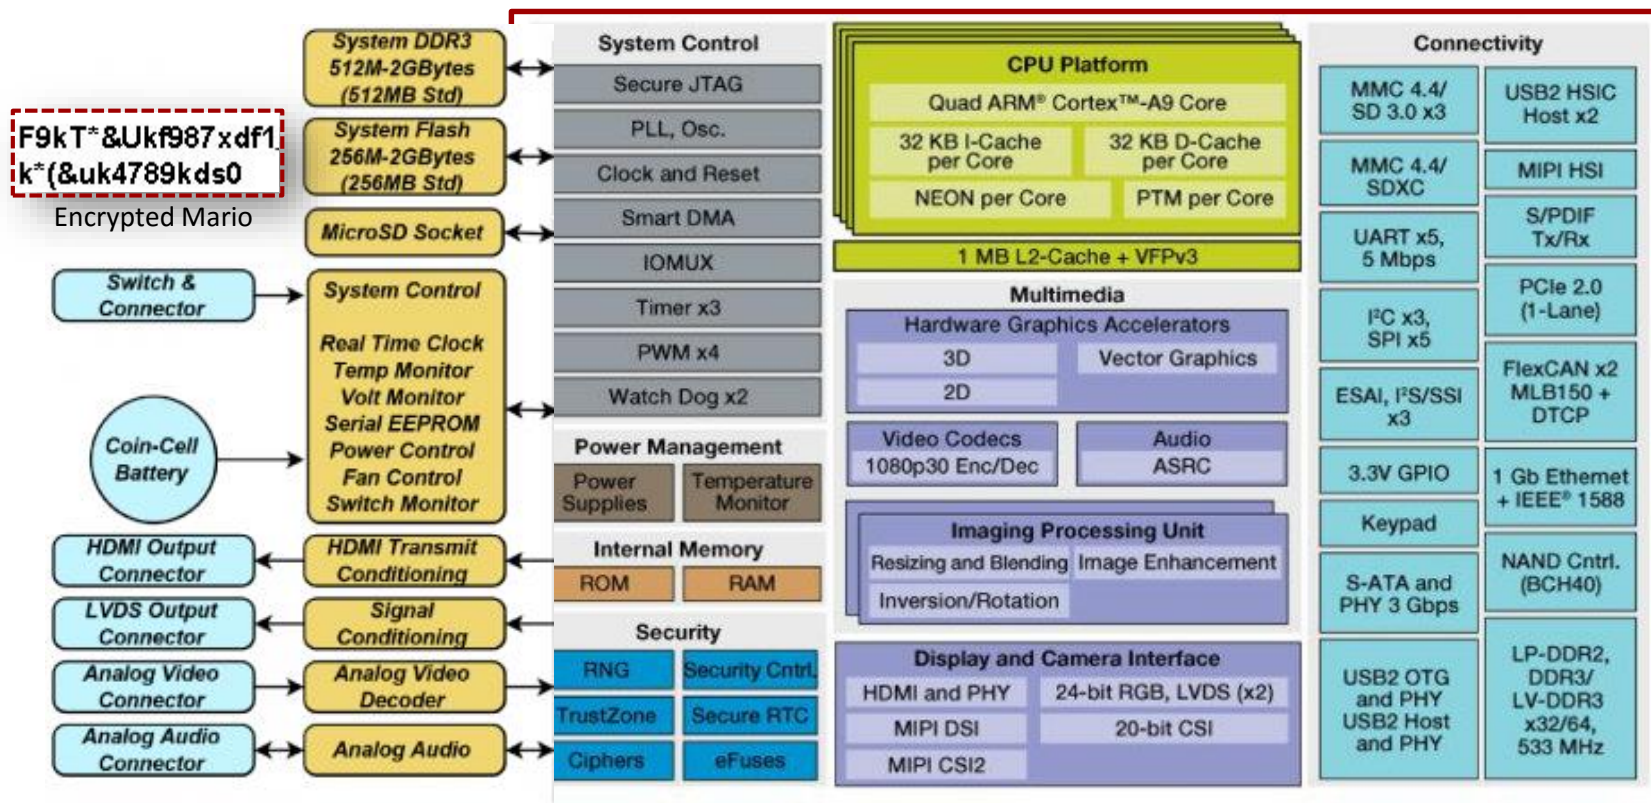 F9kT*&Ukf987xdf1
k*(&uk4789kds0
Encrypted Mario
Switch &
Connector
Coin-Cell
Battery
HDMI Output
Connector
LVDS Output
Connector
Analog Video
Connector
Analog Audio
Connector
System DDR3
512M-2GBytes
(512MB Std)
System Flash
256M-2GBytes
(256MB Std)
MicroSD Socket
System Control
Real Time Clock
Temp Monitor
Volt Monitor
Serial EEPROM
Power Control
Fan Control
Switch Monitor
HDMI Transmit
Conditioning
Signal
Conditioning
Analog Video
Decoder
Analog Audio
System Control
Secure JTAG
PLL, Osc.
Clock and Reset
Smart DMA
IOMUX
Timer x3
PWM x4
Watch Dog x2
Power Management
Power
Supplies
Temperature
Monitor
Internal Memory
ROM
RAM
Security
RNG
Security Cntrl.
TrustZone
Secure RTC
Ciphers
eFuses
CPU Platform
Quad ARM® Cortex™-A9 Core
32 KB I-Cache
per Core
32 KB D-Cache
per Core
NEON per Core
PTM per Core
1 MB L2-Cache + VFPv3
Multimedia
Hardware Graphics Accelerators
3D
Vector Graphics
2D
Video Codecs
1080p30 Enc/Dec
Audio
ASRC
Imaging Processing Unit
Resizing and Blending
Image Enhancement
Inversion/Rotation
Display and Camera Interface
HDMI and PHY
24-bit RGB, LVDS (x2)
MIPI DSI
20-bit CSI
MIPI CSI2
Connectivity
MMC 4.4/
SD 3.0 x3
MMC 4.4/
SDXC
UART x5,
5 Mbps
I²C x3,
SPI x5
ESAI, I²S/SSI
x3
3.3V GPIO
Keypad
S-ATA and
PHY 3 Gbps
USB2 OTG
and PHY
USB2 Host
and PHY
USB2 HSIC
Host x2
MIPI HSI
S/PDIF
Tx/Rx
PCIe 2.0
(1-Lane)
FlexCAN x2
MLB150 +
DTCP
1 Gb Ethernet
+ IEEE® 1588
NAND Cntrl.
(BCH40)
LP-DDR2,
DDR3/
LV-DDR3
x32/64,
533 MHz